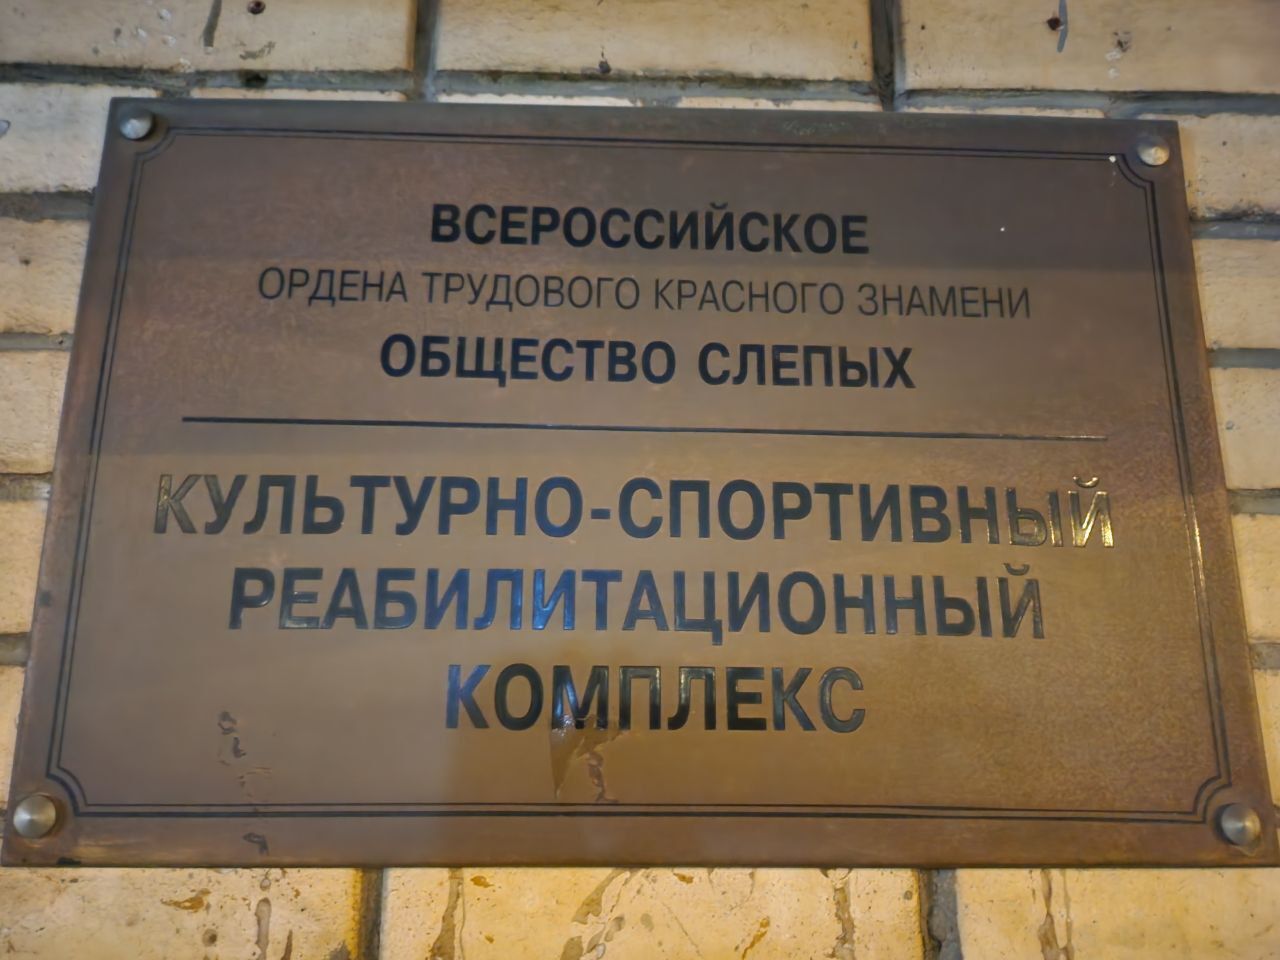 ВСЕРОССИЙСКОЕ
ОРДЕНА ТРУДОВОГО КРАСНОГО ЗНАМЕНИ
ОБЩЕСТВО СЛЕПЫХ
КУЛЬТУРНО-СПОРТИВНЫЙ
РЕАБИЛИТАЦИОННЫЙ
КОМПЛЕКС